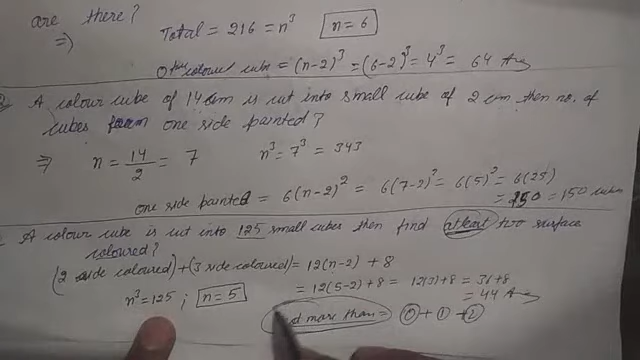 are there?
⇒ Total = 216 = n³ n = 6
coloured cube = (n-2)³ = (6-2)³ = 4³ = 64 Ans
A colour cube of 14 cm is cut into small cube of 2 cm then no. of
cubes from one side painted?
⇒ n = 14/2 = 7 n³ = 7³ = 343
one side painted = 6(n-2)² = 6(7-2)² = 6(5)² = 6(25)
= 150 = 150 cubes
A colour cube is cut into 125 small cubes then find atleast two surface
coloured?
(2 side coloured) + (3 side coloured) = 12(n-2) + 8
= 12(5-2)+8 = 12(3)+8 = 36+8
= 44 Ans
n³ = 125 ; n = 5
more than = 0 + 1 + 2